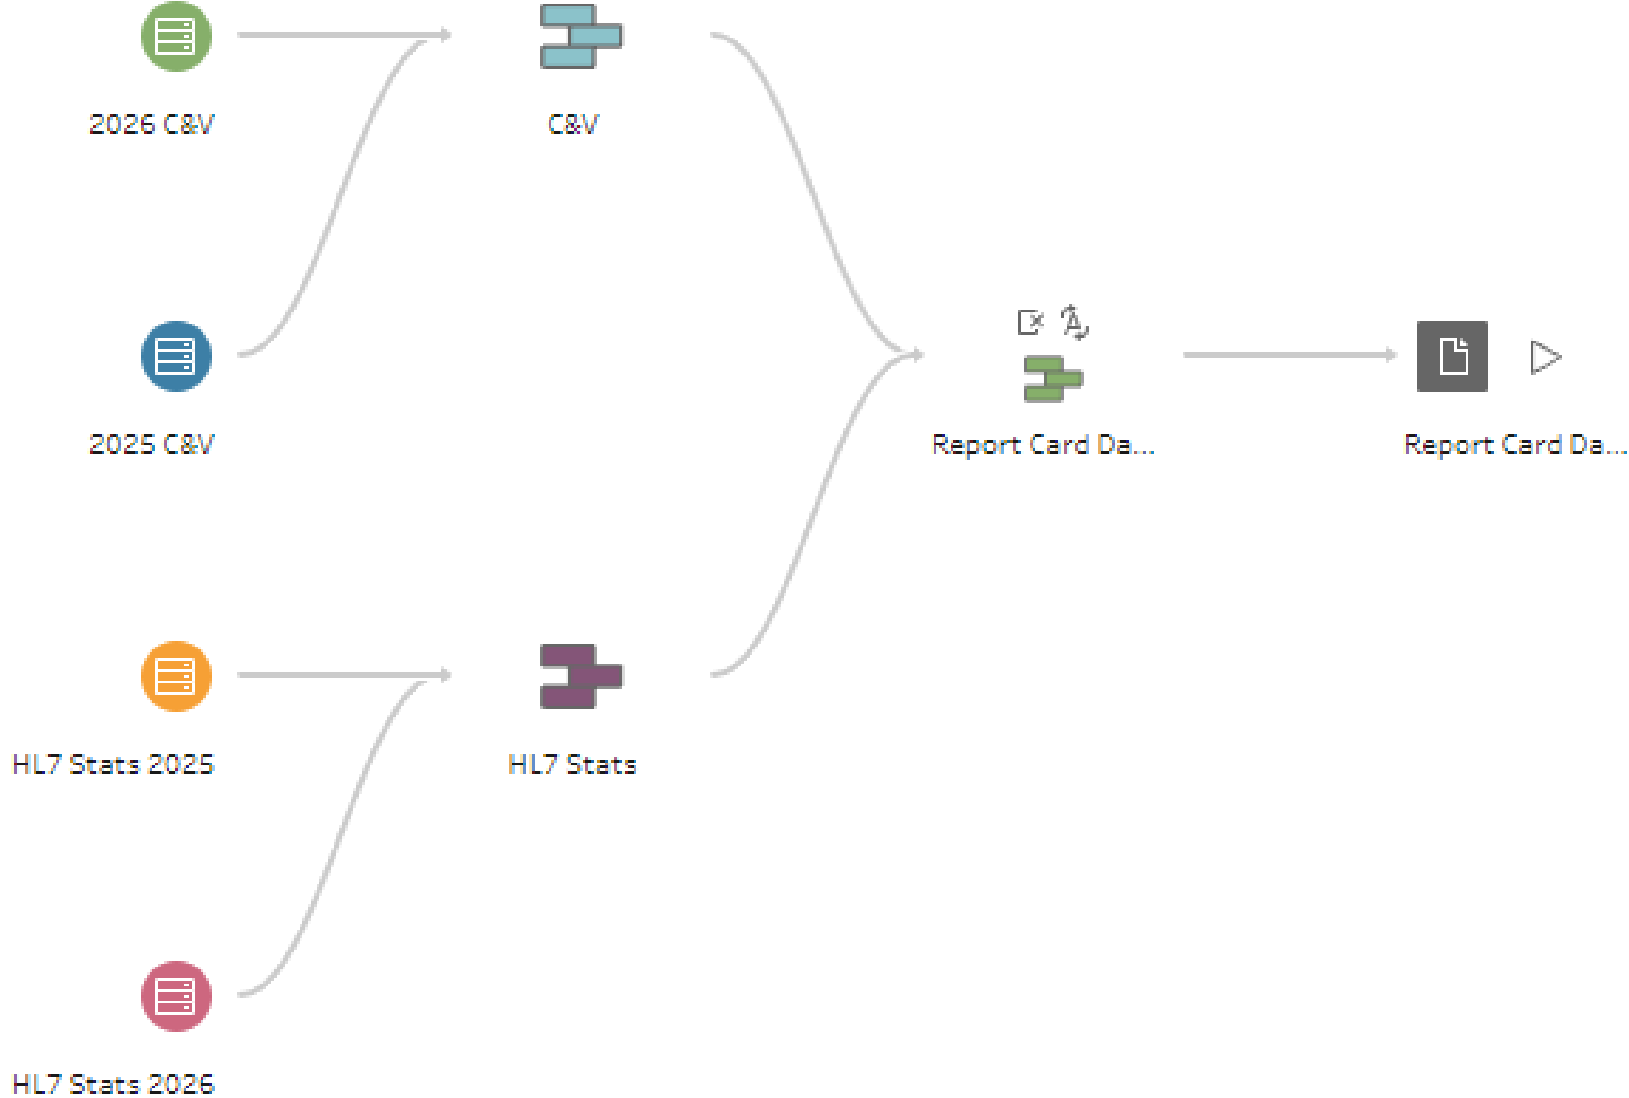 2026 C&V
C&V
2025 C&V
Report Card Da...
Report Card Da...
HL7 Stats 2025
HL7 Stats
HL7 Stats 2026